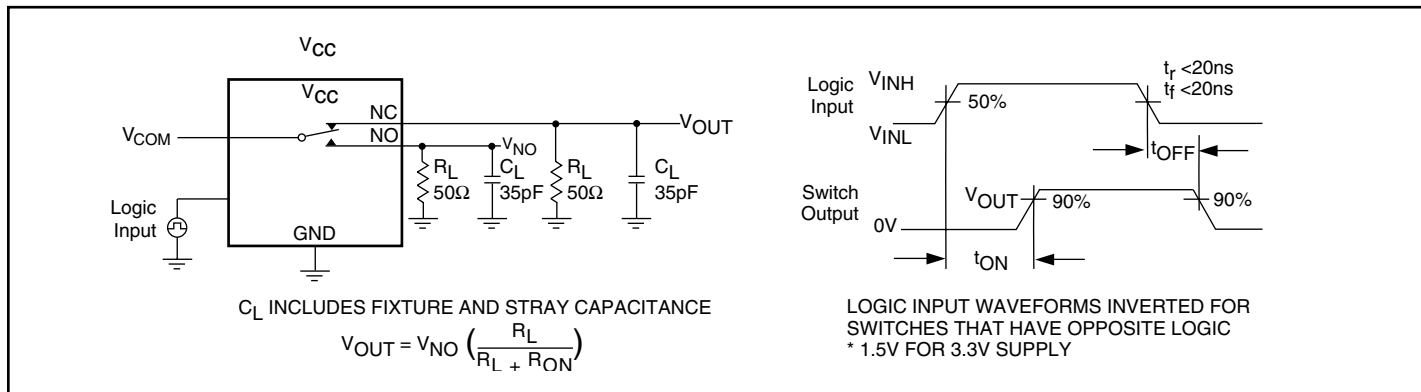 VCC
VCC
NC
NO
VCOM
VOUT
VNO
RL
50Ω
CL
35pF
RL
50Ω
CL
35pF
Logic
Input
GND
CL INCLUDES FIXTURE AND STRAY CAPACITANCE
VOUT = VNO (RL / RL + RON)
Logic
Input
VINH
VINL
50%
tr <20ns
tf <20ns
tOFF
Switch
Output
VOUT
0V
90%
90%
tON
LOGIC INPUT WAVEFORMS INVERTED FOR
SWITCHES THAT HAVE OPPOSITE LOGIC
* 1.5V FOR 3.3V SUPPLY